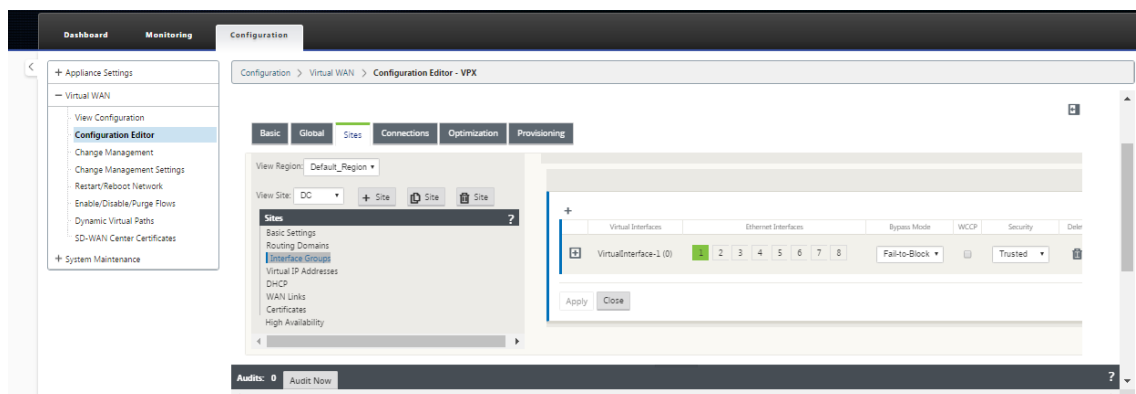 Dashboard Monitoring Configuration
+ Appliance Settings
− Virtual WAN
View Configuration
Configuration Editor
Change Management
Change Management Settings
Restart/Reboot Network
Enable/Disable/Purge Flows
Dynamic Virtual Paths
SD-WAN Center Certificates
+ System Maintenance
Configuration > Virtual WAN > Configuration Editor - VPX
Basic Global Sites Connections Optimization Provisioning
View Region: Default_Region
View Site: DC + Site Site Site
Sites ?
Basic Settings
Routing Domains
Interface Groups
Virtual IP Addresses
DHCP
WAN Links
Certificates
High Availability
+
Virtual Interfaces Ethernet Interfaces Bypass Mode WCCP Security Dele
+ VirtualInterface-1 (0) 1 2 3 4 5 6 7 8 Fail-to-Block Trusted
Apply Close
Audits: 0 Audit Now ?